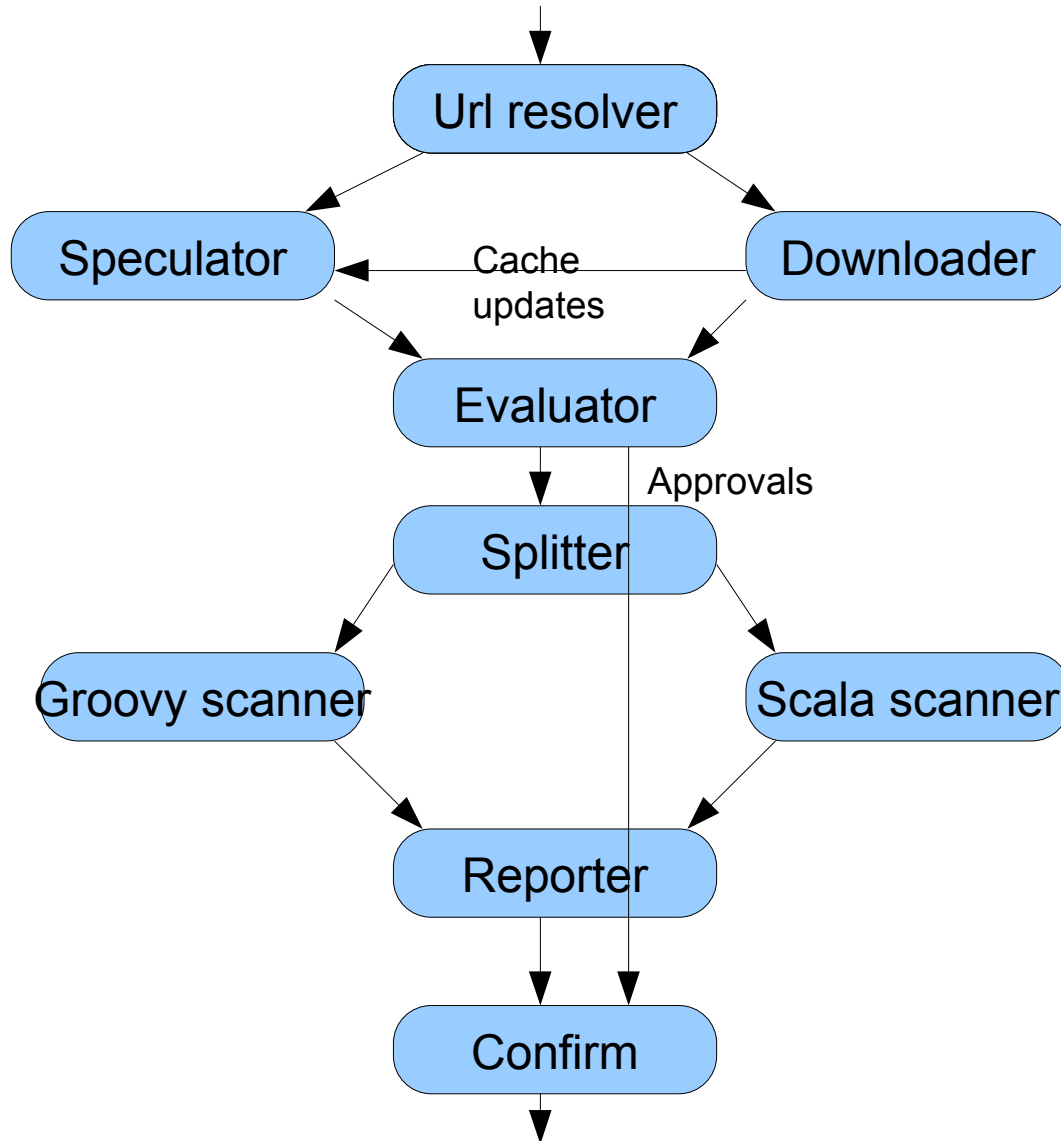 Url resolver
Speculator
Cache
updates
Downloader
Evaluator
Approvals
Splitter
Groovy scanner
Scala scanner
Reporter
Confirm